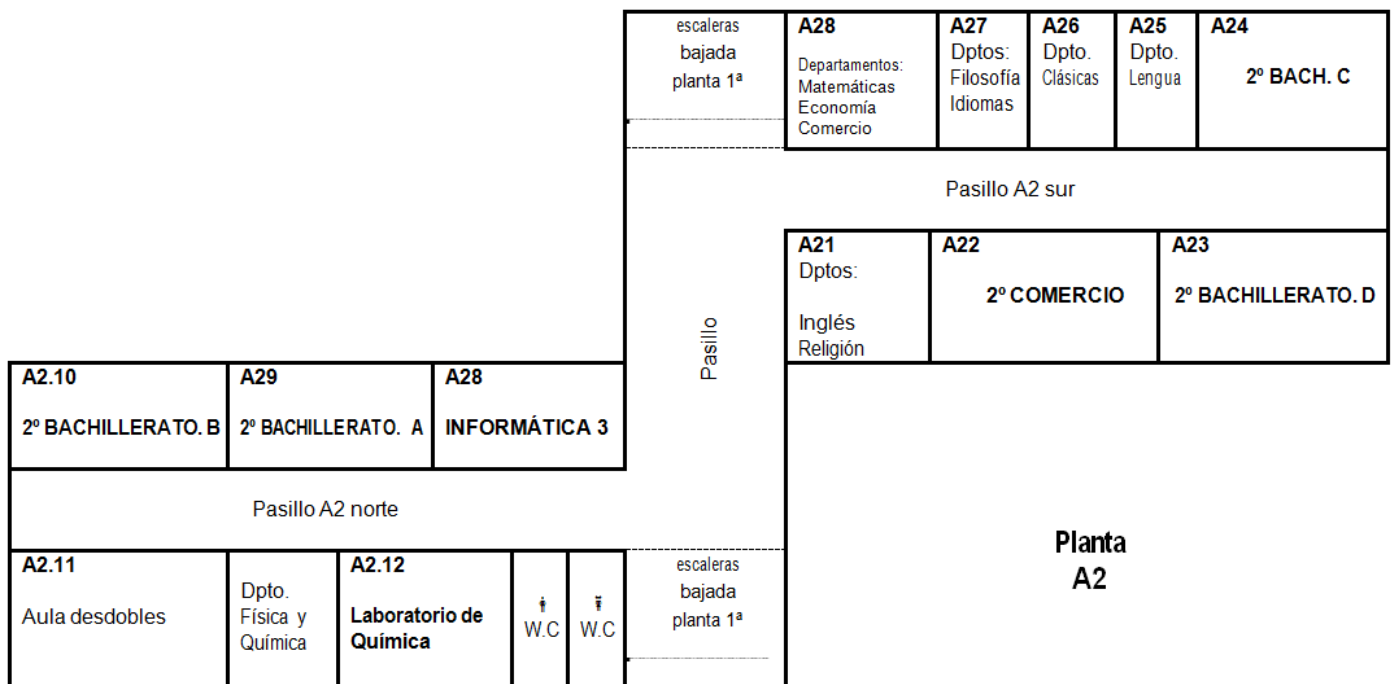 escaleras
bajada
planta 1ª
A28
Departamentos:
Matemáticas
Economía
Comercio
A27
Dptos:
Filosofía
Idiomas
A26
Dpto.
Clásicas
A25
Dpto.
Lengua
A24
2º BACH. C
Pasillo A2 sur
A21
Dptos:
Inglés
Religión
A22
2º COMERCIO
A23
2º BACHILLERATO. D
Pasillo
A2.10
2º BACHILLERATO. B
A29
2º BACHILLERATO. A
A28
INFORMÁTICA 3
Pasillo A2 norte
A2.11
Aula desdobles
Dpto.
Física y
Química
A2.12
Laboratorio de
Química
W.C
W.C
escaleras
bajada
planta 1ª
Planta
A2